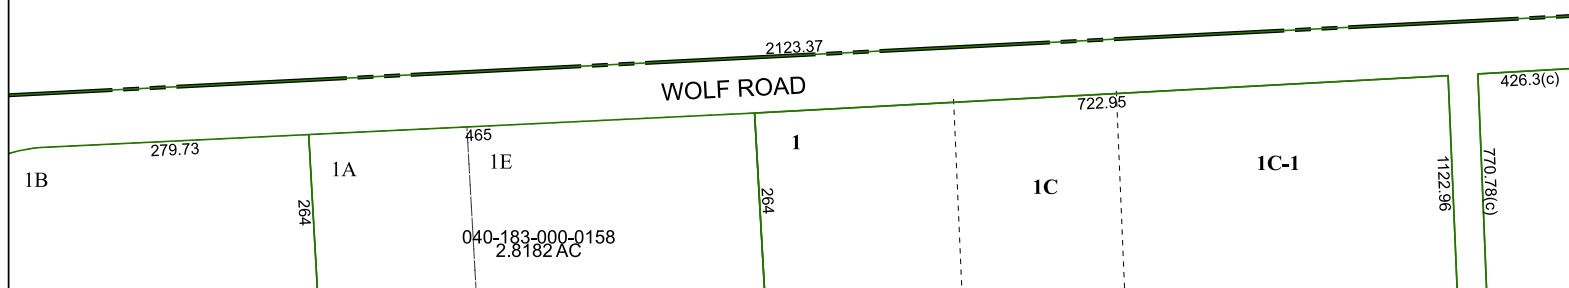 2123.37
WOLF ROAD
426.3(c)
722.95
465
279.73
1
1E
1A
1B
1C-1
1C
770.78(c)
1122.96
264
264
040-183-000-0158
2.8182 AC